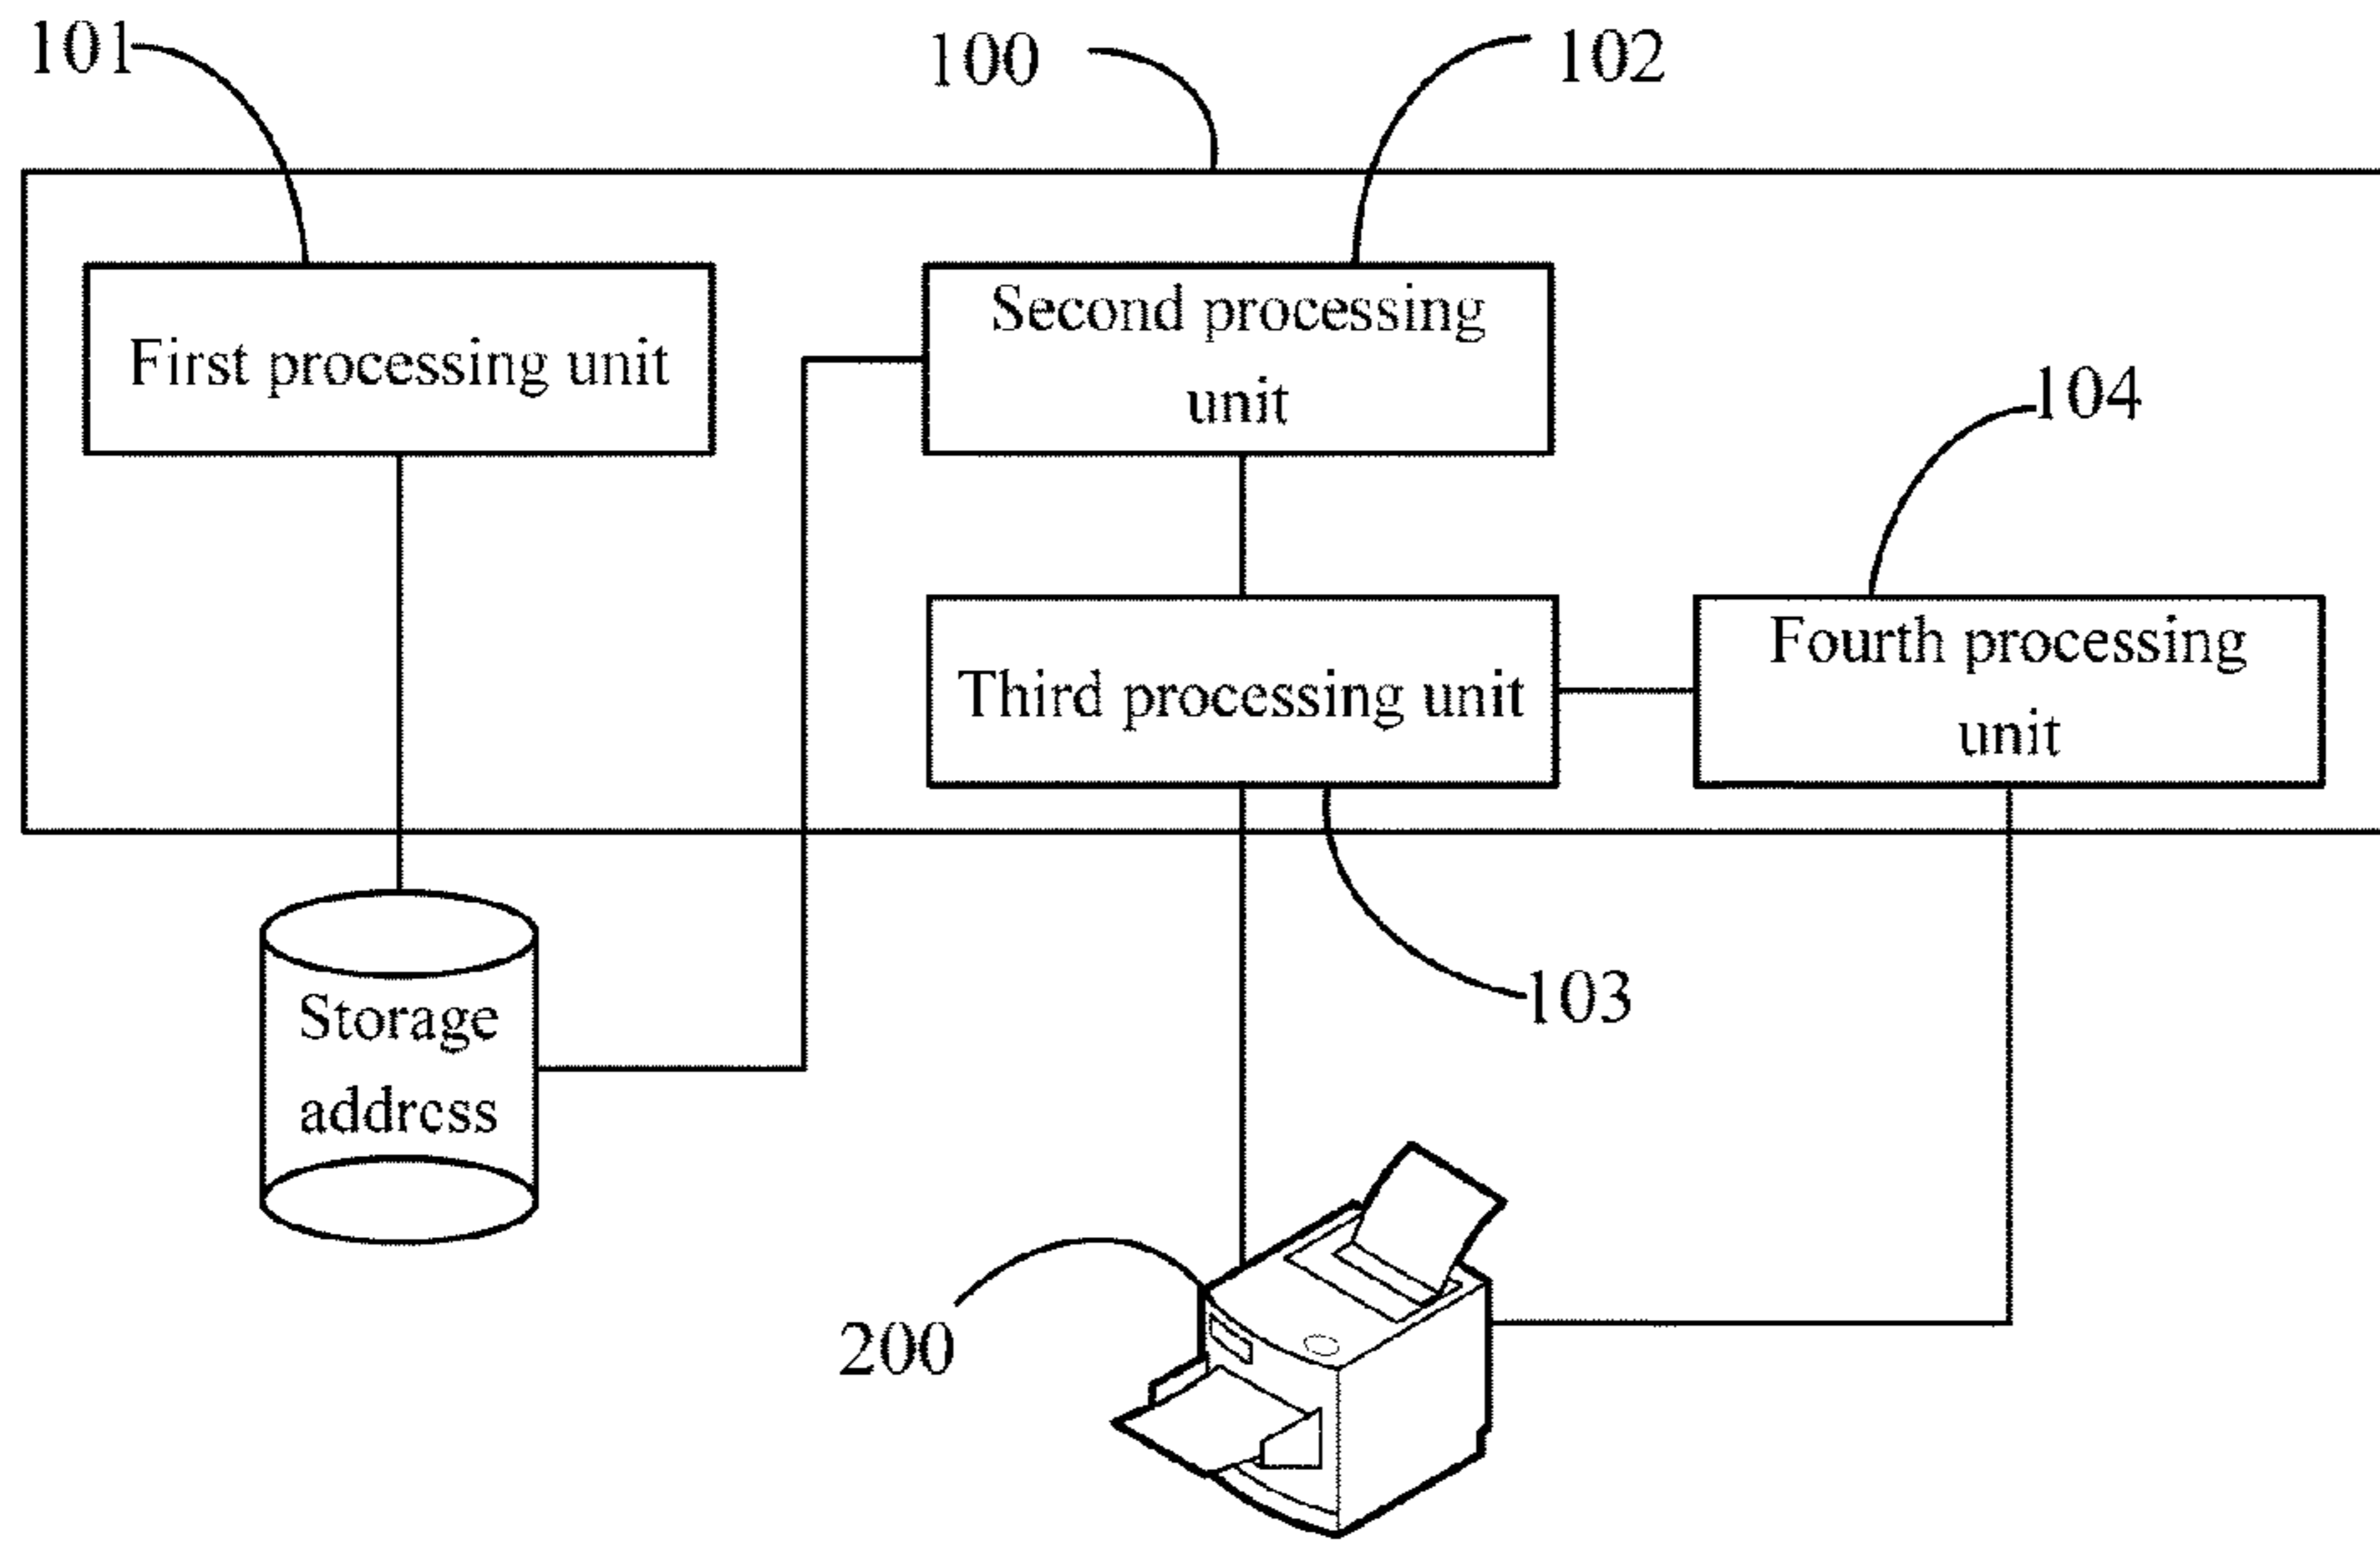 101
100
102
First processing unit
Second processing
unit
104
Third processing unit
Fourth processing
unit
103
Storage
address
200